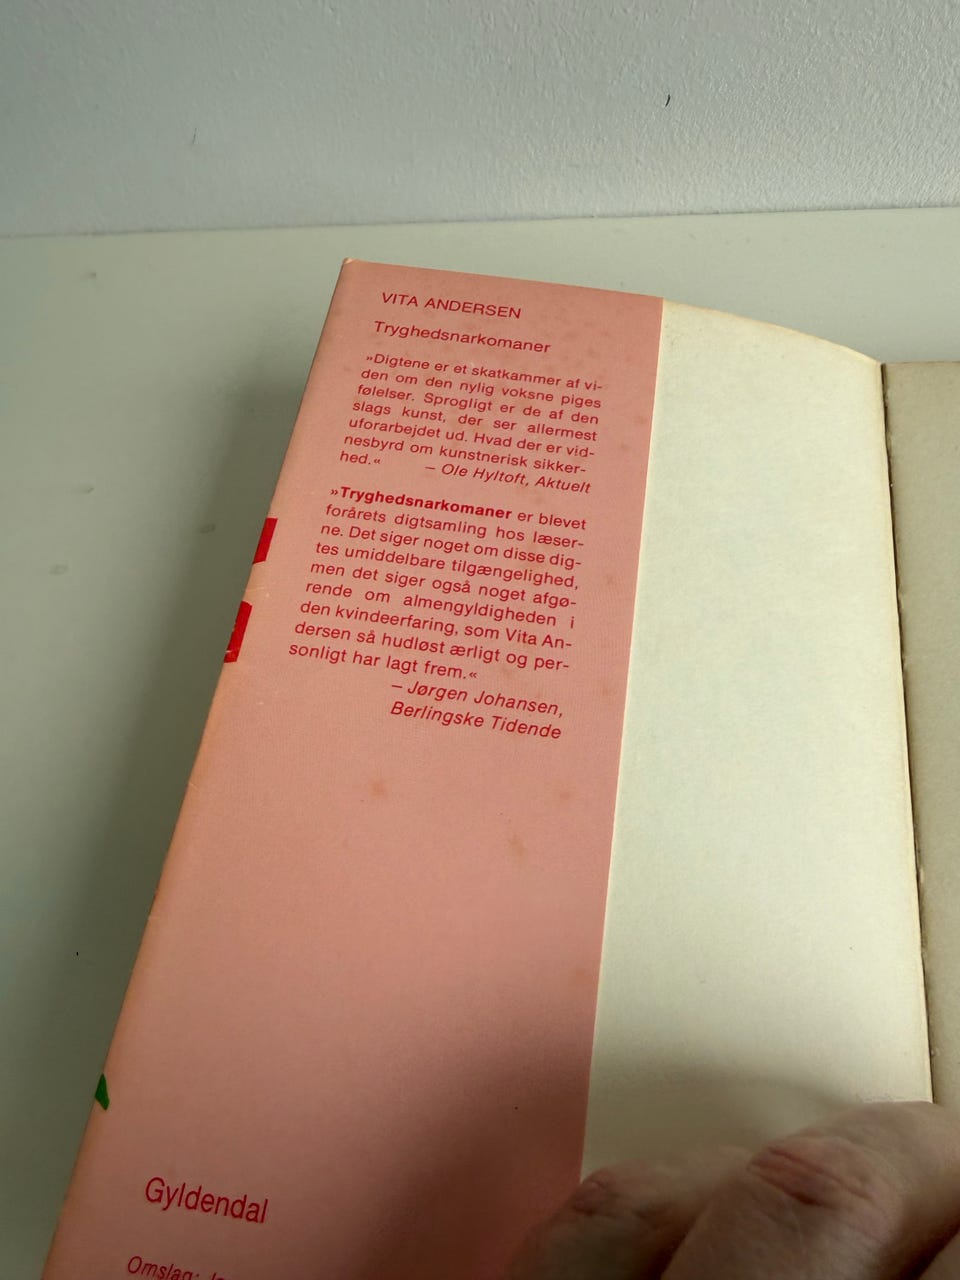 VITA ANDERSEN
Tryghedsnarkomaner
»Digtene er et skatkammer af vi-
den om den nylig voksne piges
følelser. Sprogligt er de af den
slags kunst, der ser allermest
uforarbejdet ud. Hvad der er vid-
nesbyrd om kunstnerisk sikker-
hed.« – Ole Hyltoft, Aktuelt
»Tryghedsnarkomaner er blevet
forårets digtsamling hos læser-
ne. Det siger noget om disse dig-
tes umiddelbare tilgængelighed,
men det siger også noget afgø-
rende om almengyldigheden i
den kvindeerfaring, som Vita An-
dersen så hudløst ærligt og per-
sonligt har lagt frem.«
– Jørgen Johansen,
Berlingske Tidende
Gyldendal
Omslag: